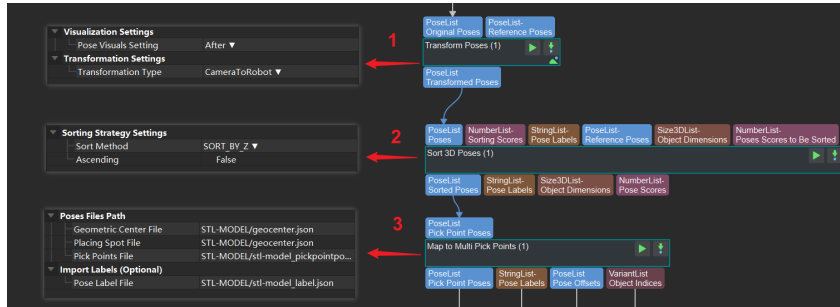 Visualization Settings
Pose Visuals Setting After
Transformation Settings
Transformation Type CameraToRobot
1
PoseList
Original Poses
PoseList-
Reference Poses
Transform Poses (1)
PoseList
Transformed Poses
Sorting Strategy Settings
Sort Method SORT_BY_Z
Ascending False
2
PoseList
Poses
NumberList-
Sorting Scores
StringList-
Pose Labels
PoseList-
Reference Poses
Size3DList-
Object Dimensions
NumberList-
Poses Scores to Be Sorted
Sort 3D Poses (1)
PoseList
Sorted Poses
StringList-
Pose Labels
Size3DList-
Object Dimensions
NumberList-
Pose Scores
Poses Files Path
Geometric Center File STL-MODEL/geocenter.json
Placing Spot File STL-MODEL/geocenter.json
Pick Points File STL-MODEL/stl-model_pickpointpo...
Import Labels (Optional)
Pose Label File STL-MODEL/stl-model_label.json
3
PoseList
Pick Point Poses
Map to Multi Pick Points (1)
PoseList
Pick Point Poses
StringList-
Pose Labels
PoseList
Pose Offsets
VariantList
Object Indices